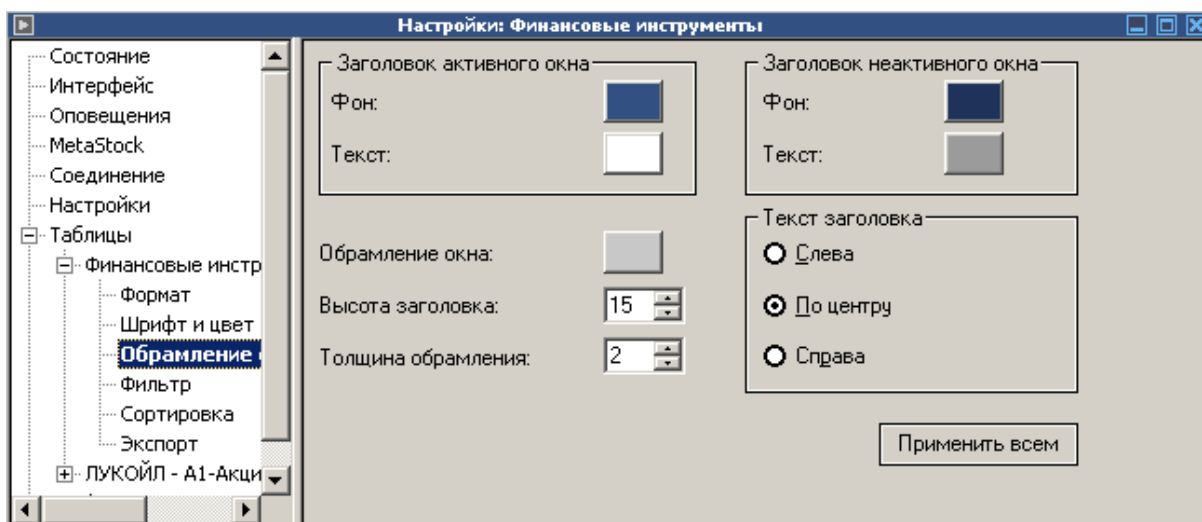 Настройки: Финансовые инструменты
Состояние
Интерфейс
Оповещения
MetaStock
Соединение
Настройки
Таблицы
Финансовые инстр
Формат
Шрифт и цвет
Обрамление
Фильтр
Сортировка
Экспорт
ЛУКОЙЛ - А1-Акци
Заголовок активного окна
Фон:
Текст:
Заголовок неактивного окна
Фон:
Текст:
Обрамление окна:
Высота заголовка: 15
Толщина обрамления: 2
Текст заголовка
Слева
По центру
Справа
Применить всем